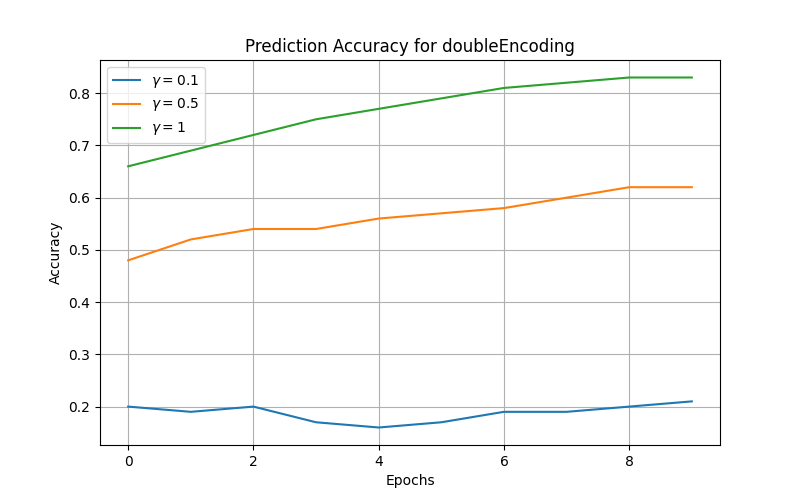 Prediction Accuracy for doubleEncoding
γ = 0.1
γ = 0.5
γ = 1
Accuracy
0.8
0.7
0.6
0.5
0.4
0.3
0.2
0 2 4 6 8
Epochs